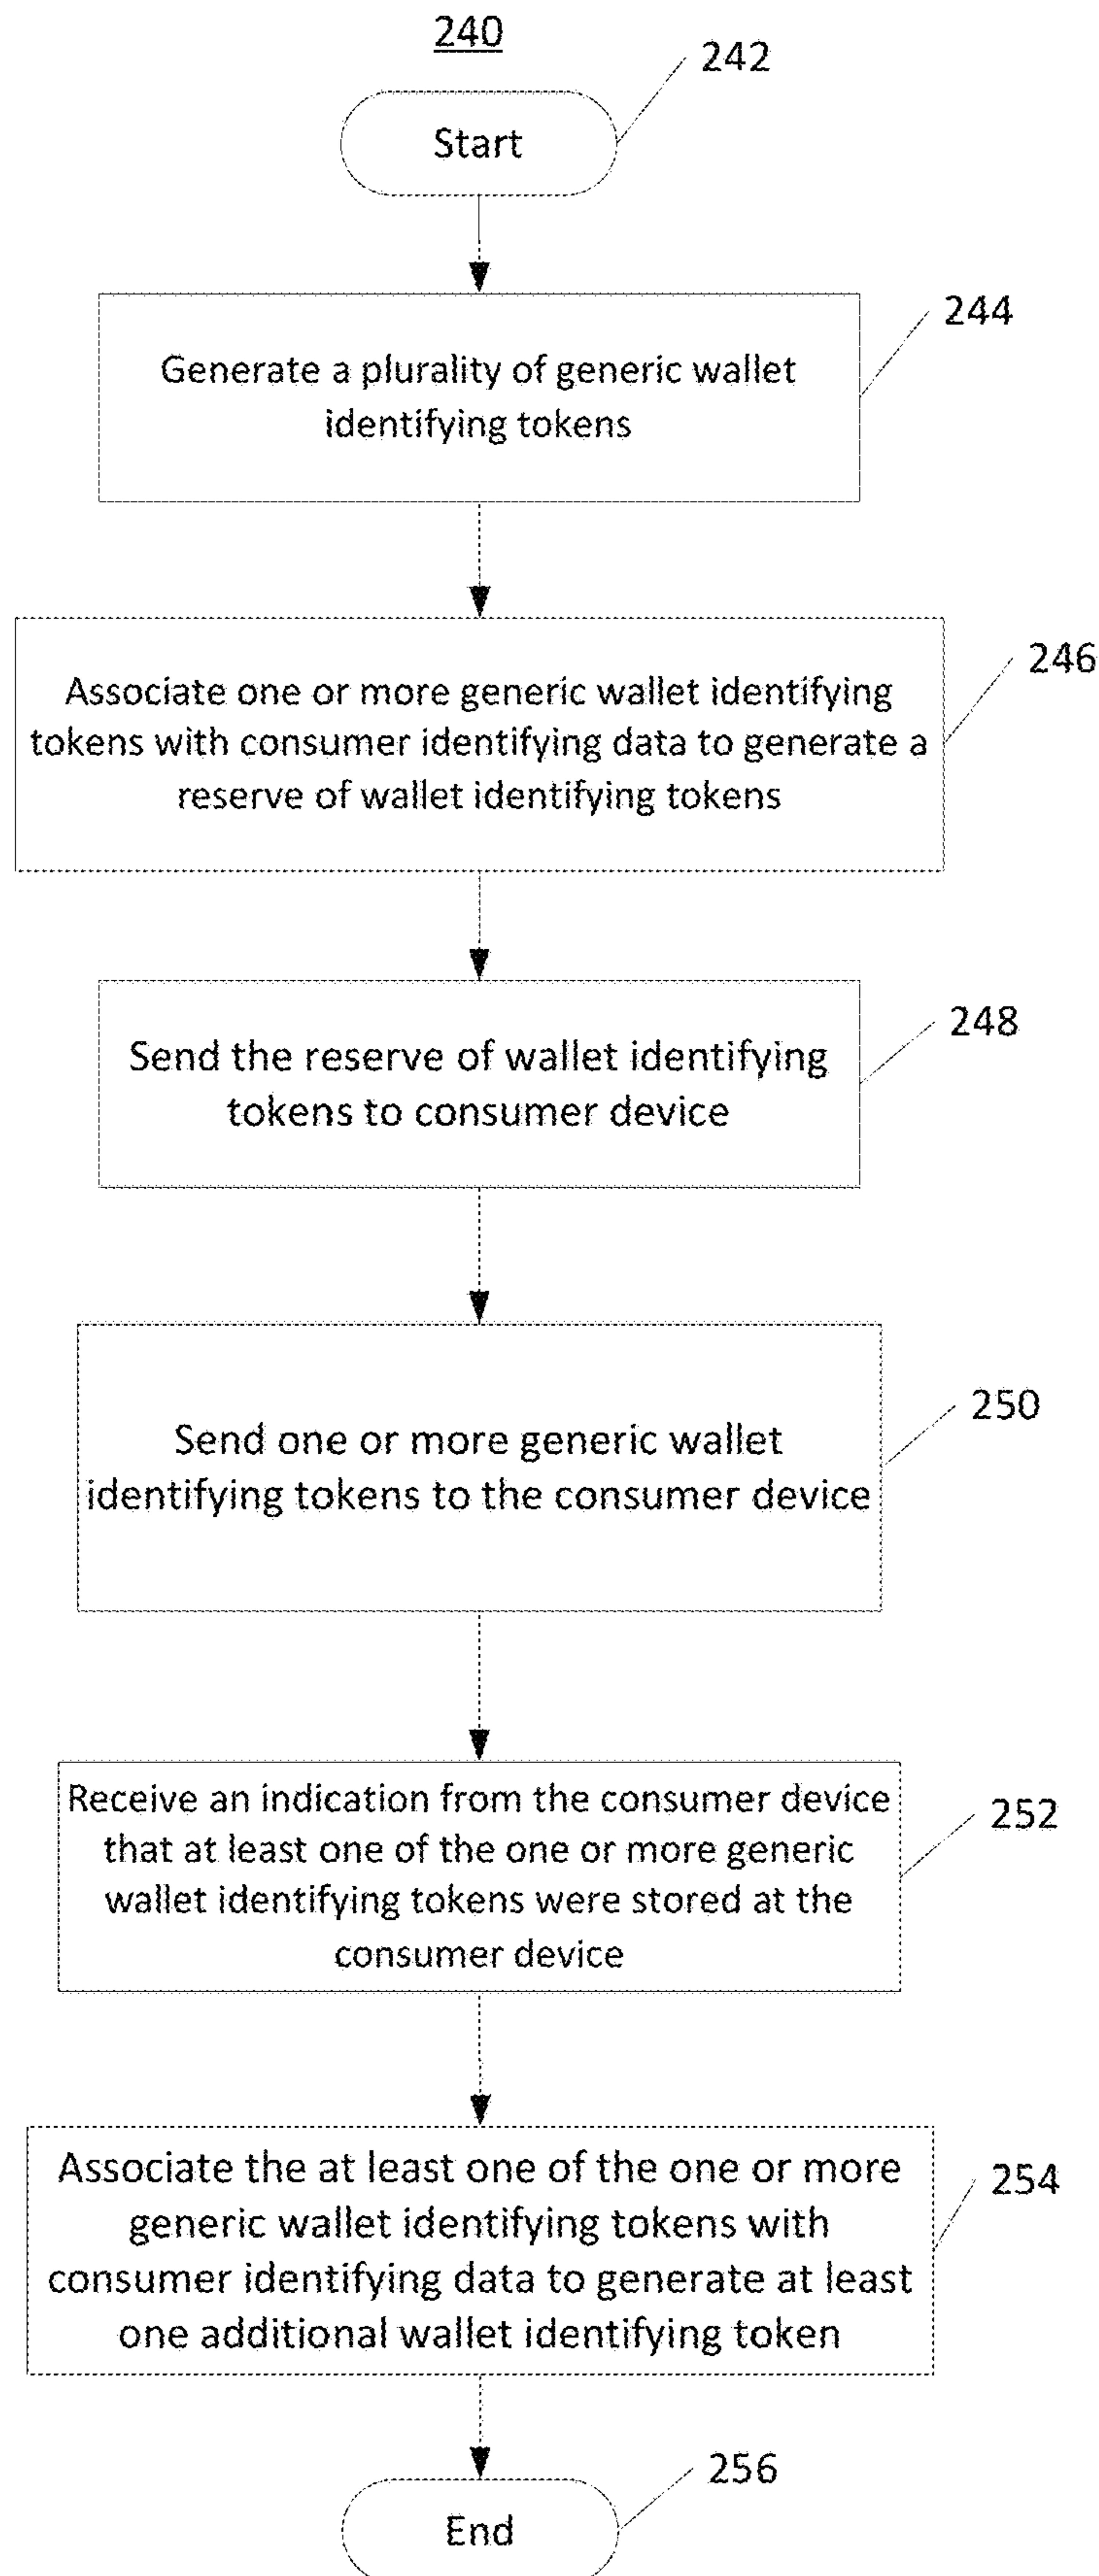 240
242
Start
244
Generate a plurality of generic wallet
identifying tokens
246
Associate one or more generic wallet identifying
tokens with consumer identifying data to generate a
reserve of wallet identifying tokens
248
Send the reserve of wallet identifying
tokens to consumer device
250
Send one or more generic wallet
identifying tokens to the consumer device
252
Receive an indication from the consumer device
that at least one of the one or more generic
wallet identifying tokens were stored at the
consumer device
254
Associate the at least one of the one or more
generic wallet identifying tokens with
consumer identifying data to generate at least
one additional wallet identifying token
256
End